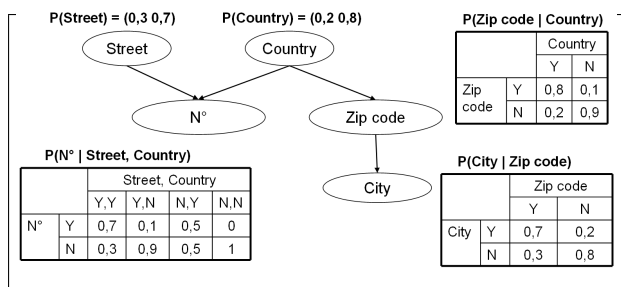 P(Street) = (0,3 0,7) P(Country) = (0,2 0,8)
P(Zip code | Country)
Street
Country
N°
Zip code
City
Country
Y N
Zip code Y 0,8 0,1
N 0,2 0,9
P(N° | Street, Country)
Street, Country
Y,Y Y,N N,Y N,N
N° Y 0,7 0,1 0,5 0
N 0,3 0,9 0,5 1
P(City | Zip code)
Zip code
Y N
City Y 0,7 0,2
N 0,3 0,8